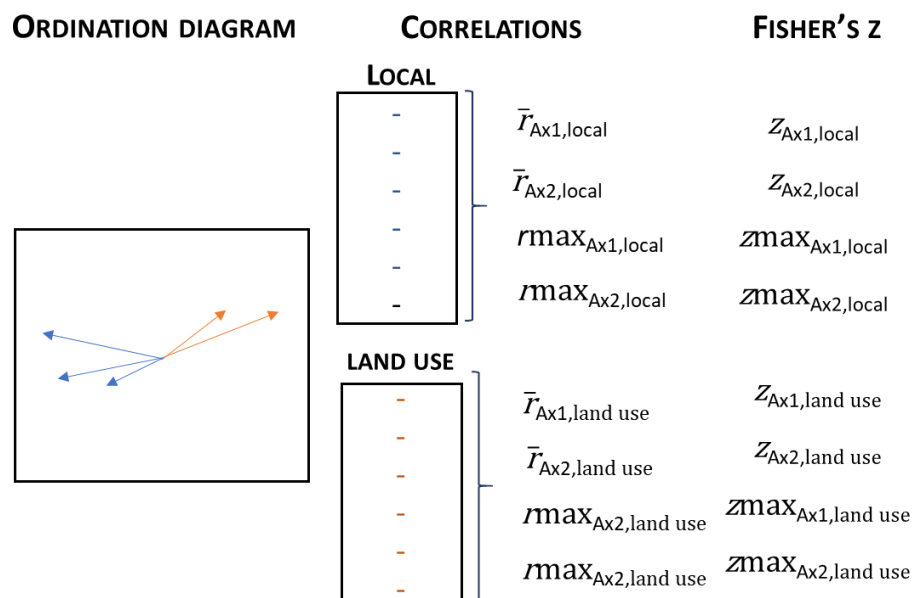 ORDINATION DIAGRAM
CORRELATIONS
FISHER'S Z
LOCAL
-
-
-
-
-
-
r̄Ax1,local
zAx1,local
r̄Ax2,local
zAx2,local
rmaxAx1,local
zmaxAx1,local
rmaxAx2,local
zmaxAx2,local
LAND USE
-
-
-
-
-
-
r̄Ax1,land use
zAx1,land use
r̄Ax2,land use
zAx2,land use
rmaxAx2,land use
zmaxAx1,land use
rmaxAx2,land use
zmaxAx2,land use